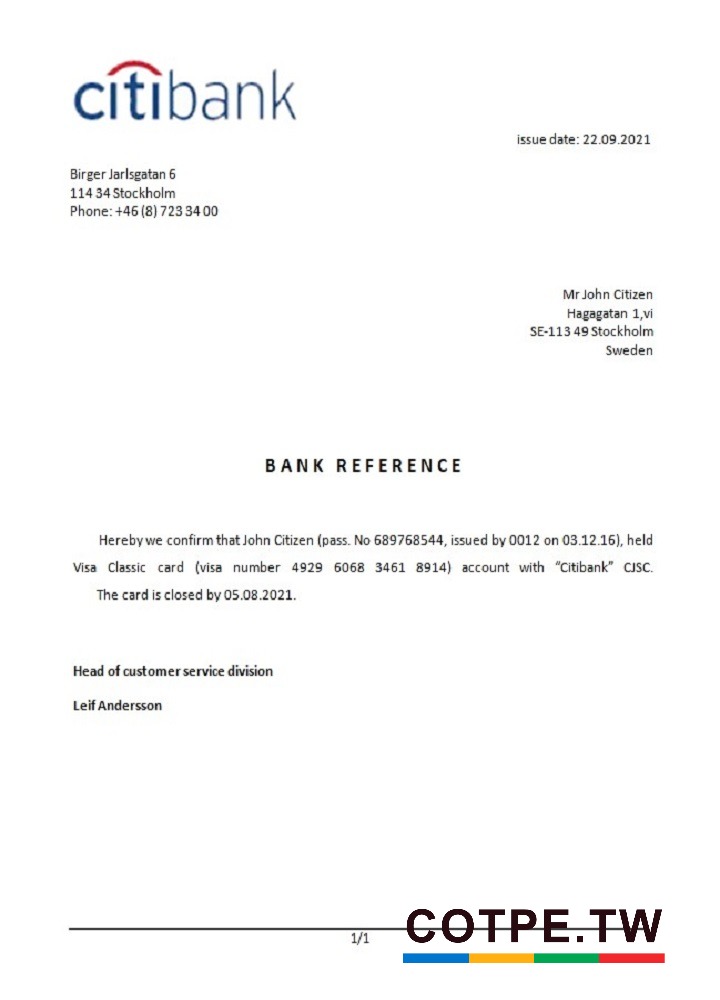 citibank
issue date: 22.09.2021
Birger Jarlsgatan 6
114 34 Stockholm
Phone: +46 (8) 723 34 00
Mr John Citizen
Hagagatan 1,vi
SE-113 49 Stockholm
Sweden
BANK REFERENCE
Hereby we confirm that John Citizen (pass. No 689768544, issued by 0012 on 03.12.16), held
Visa Classic card (visa number 4929 6068 3461 8914) account with "Citibank" CJSC.
The card is closed by 05.08.2021.
Head of customer service division
Leif Andersson
1/1
COTPE.TW